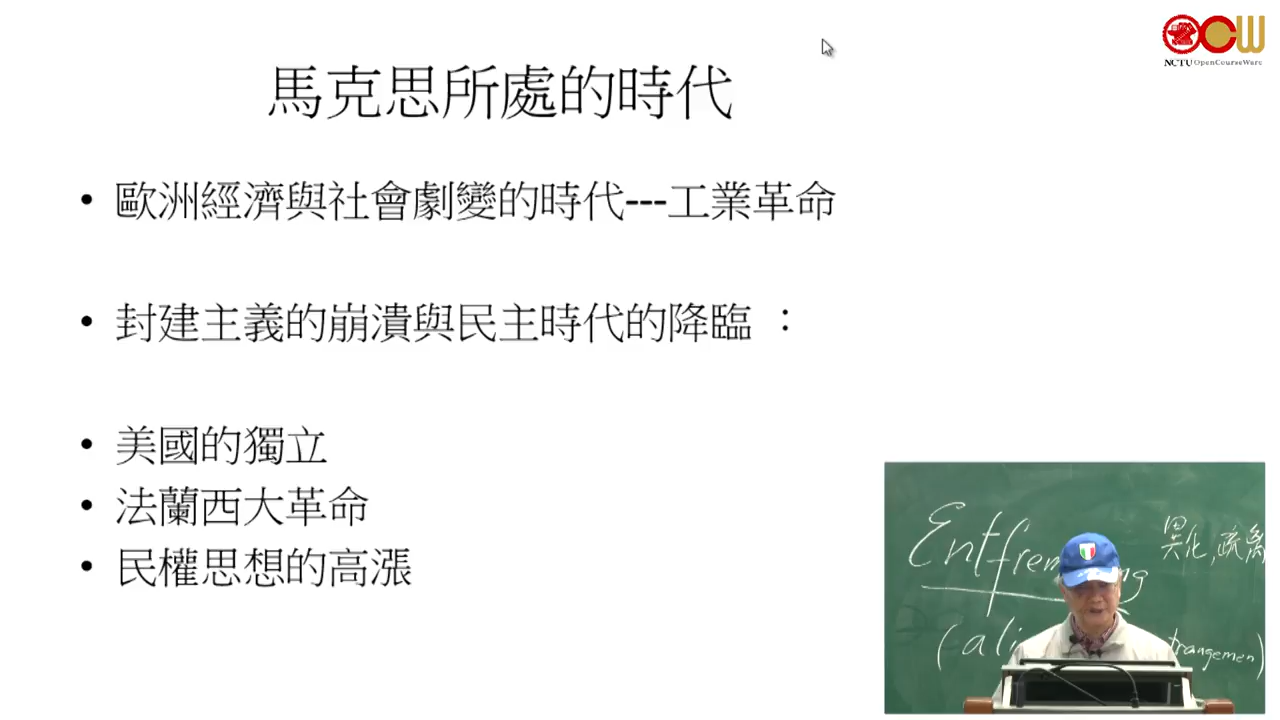 馬克思所處的時代
NCTU OpenCourseWare
• 歐洲經濟與社會劇變的時代---工業革命
• 封建主義的崩潰與民主時代的降臨 ：
• 美國的獨立
• 法蘭西大革命
• 民權思想的高漲
異化,疏離